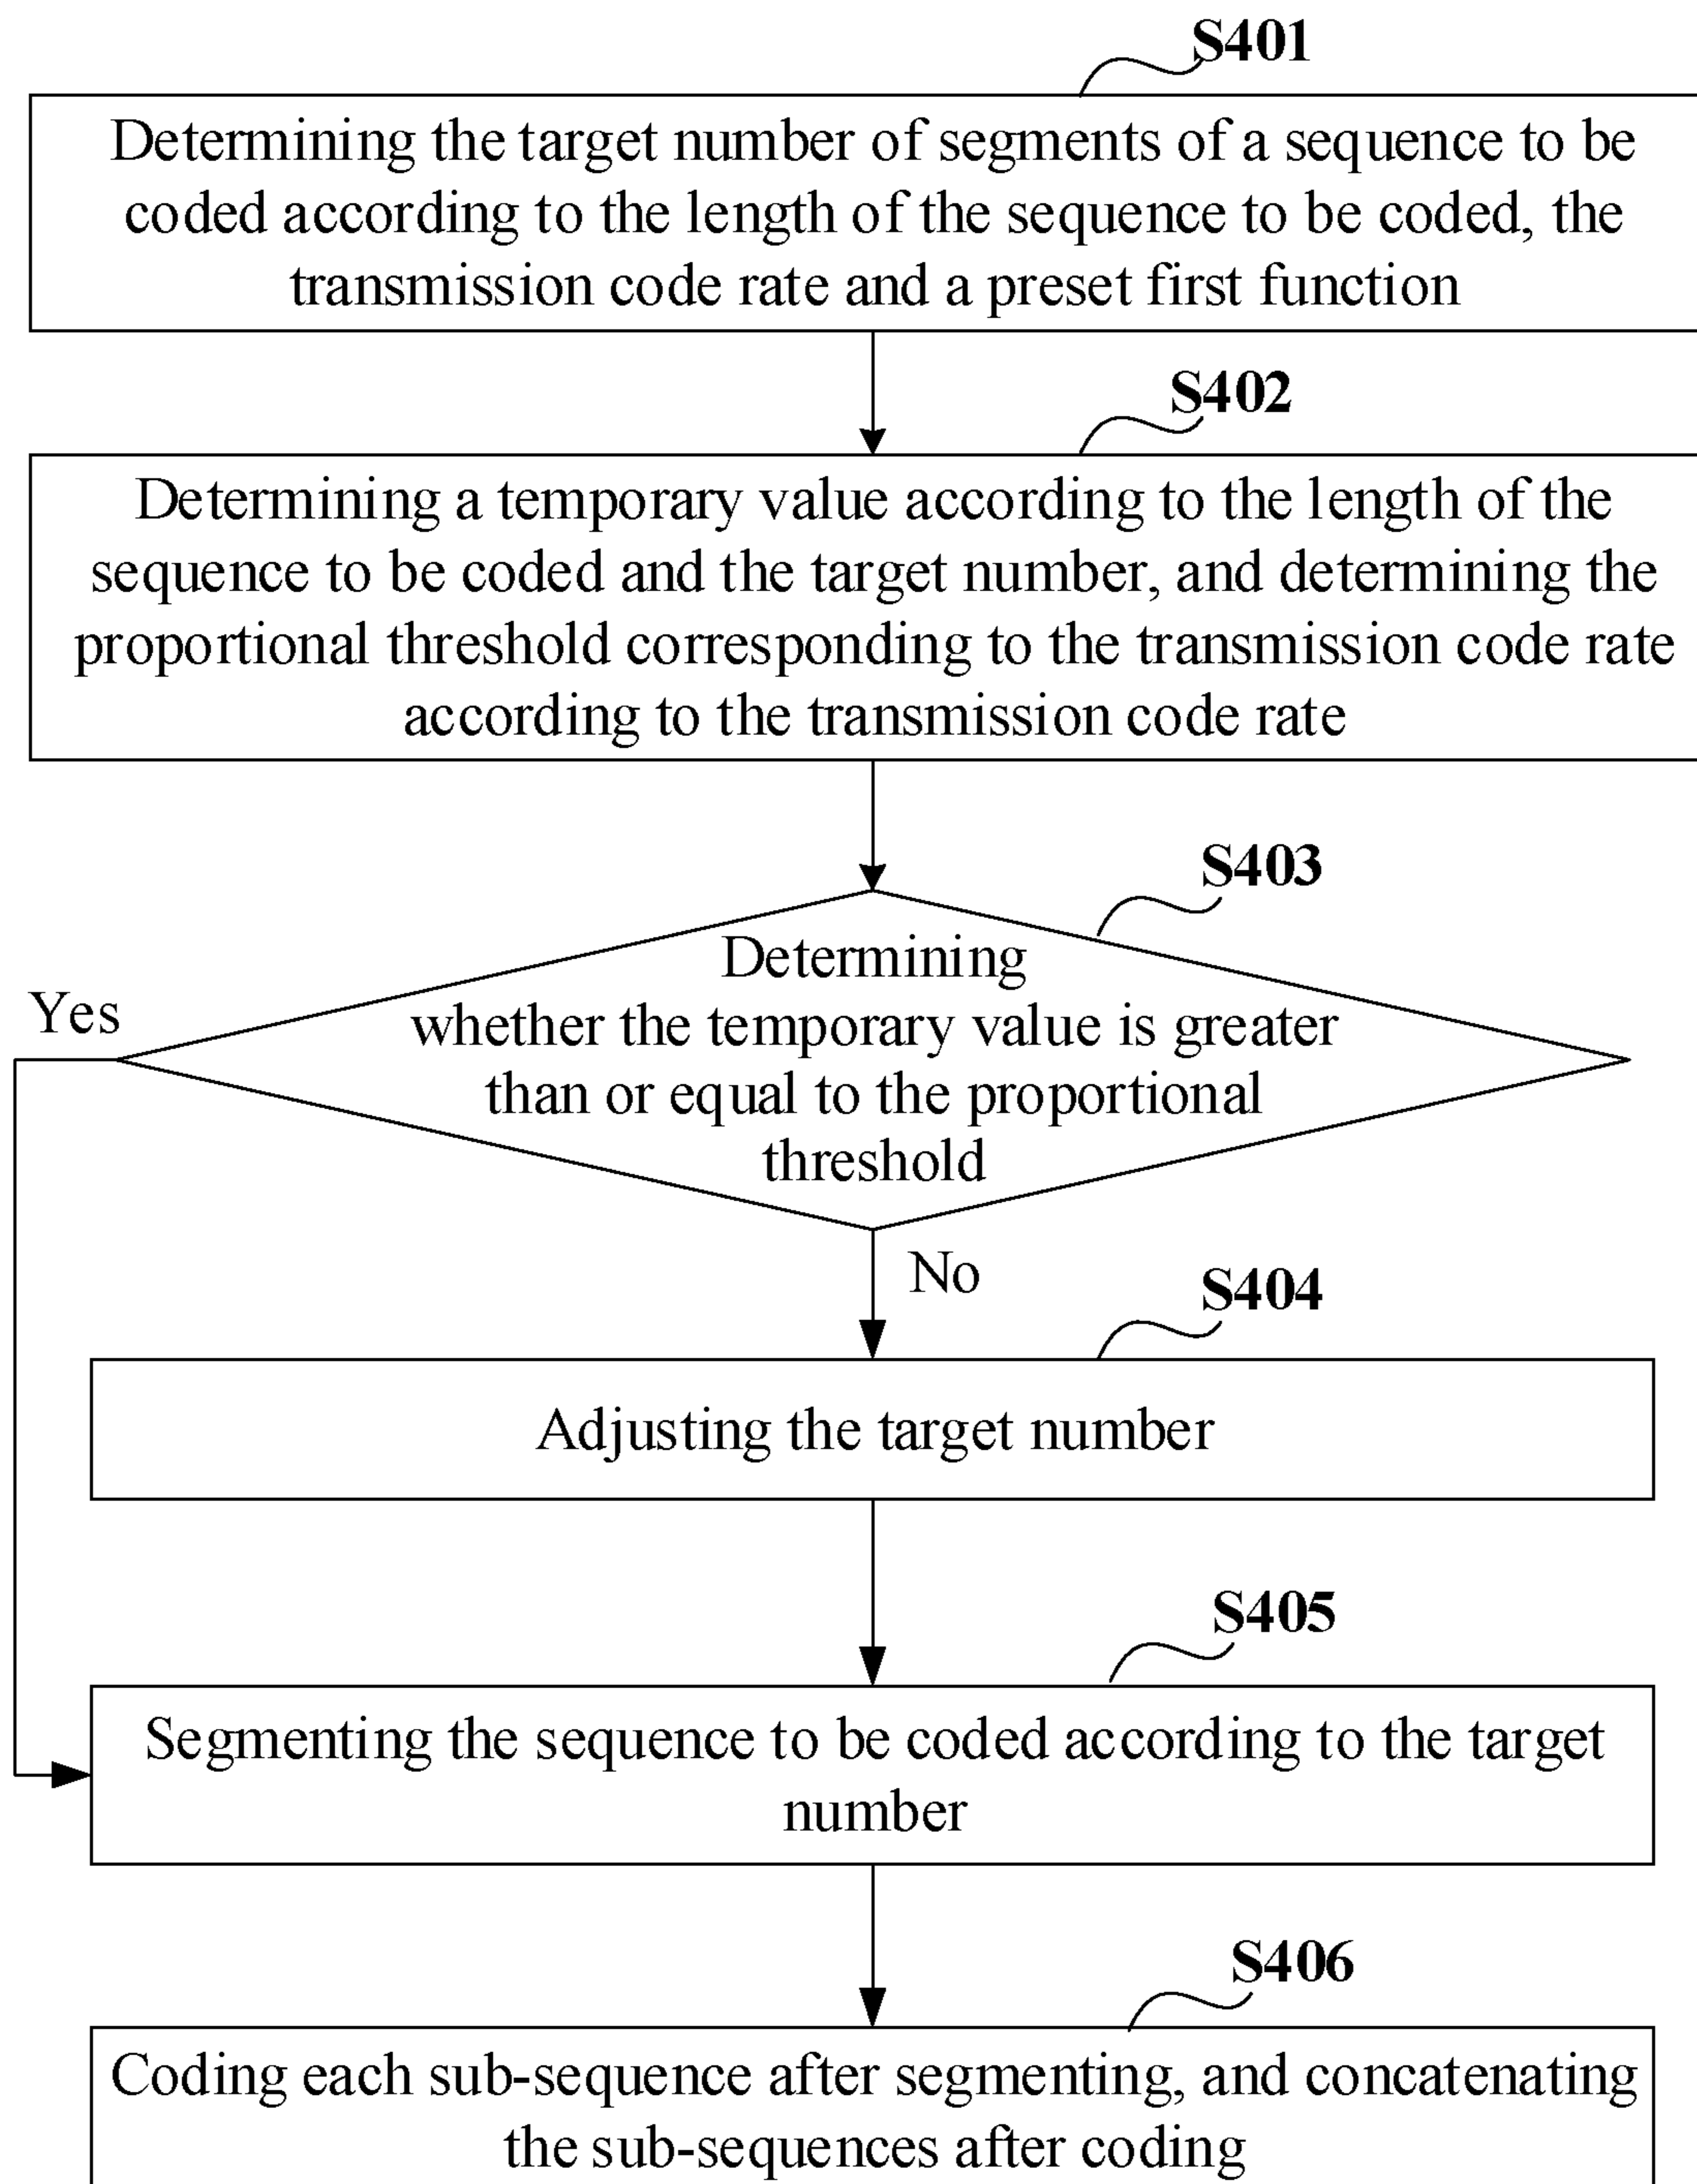 S401
Determining the target number of segments of a sequence to be
coded according to the length of the sequence to be coded, the
transmission code rate and a preset first function
S402
Determining a temporary value according to the length of the
sequence to be coded and the target number, and determining the
proportional threshold corresponding to the transmission code rate
according to the transmission code rate
S403
Determining
whether the temporary value is greater
than or equal to the proportional
threshold
Yes
No
S404
Adjusting the target number
S405
Segmenting the sequence to be coded according to the target
number
S406
Coding each sub-sequence after segmenting, and concatenating
the sub-sequences after coding